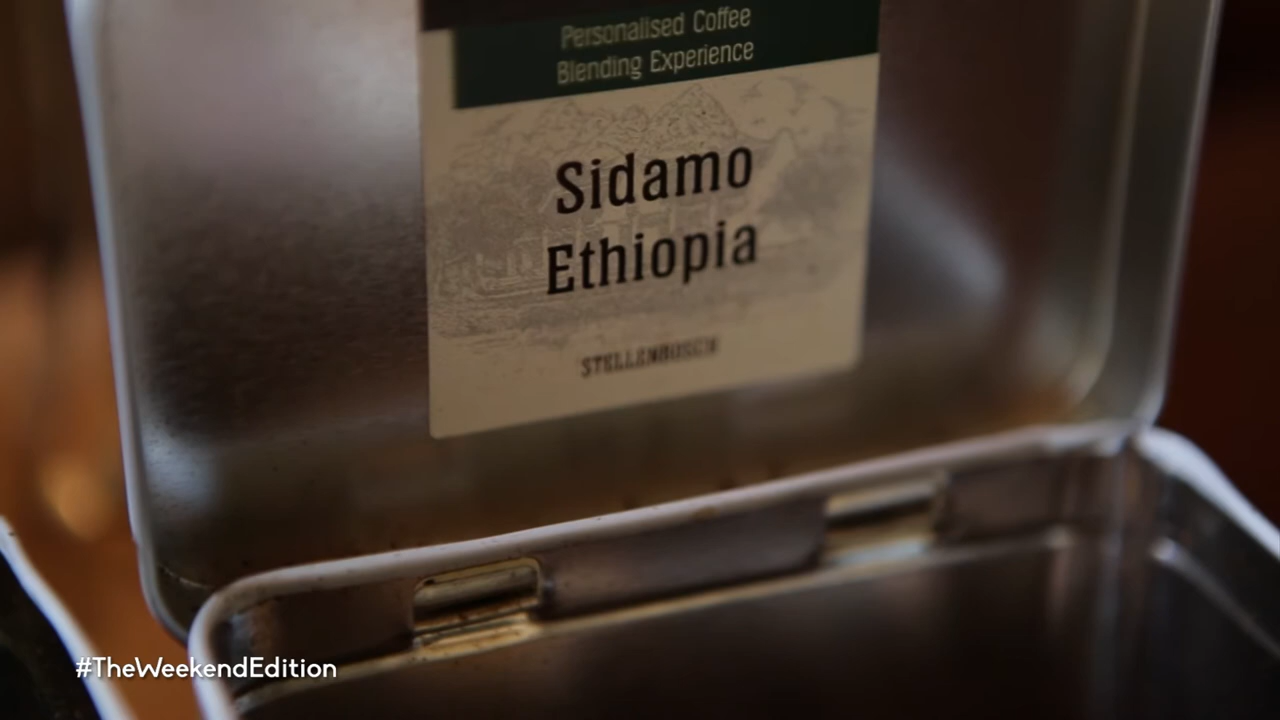 Personalised Coffee
Blending Experience
Sidamo
Ethiopia
STELLENBOSCH
#TheWeekendEdition